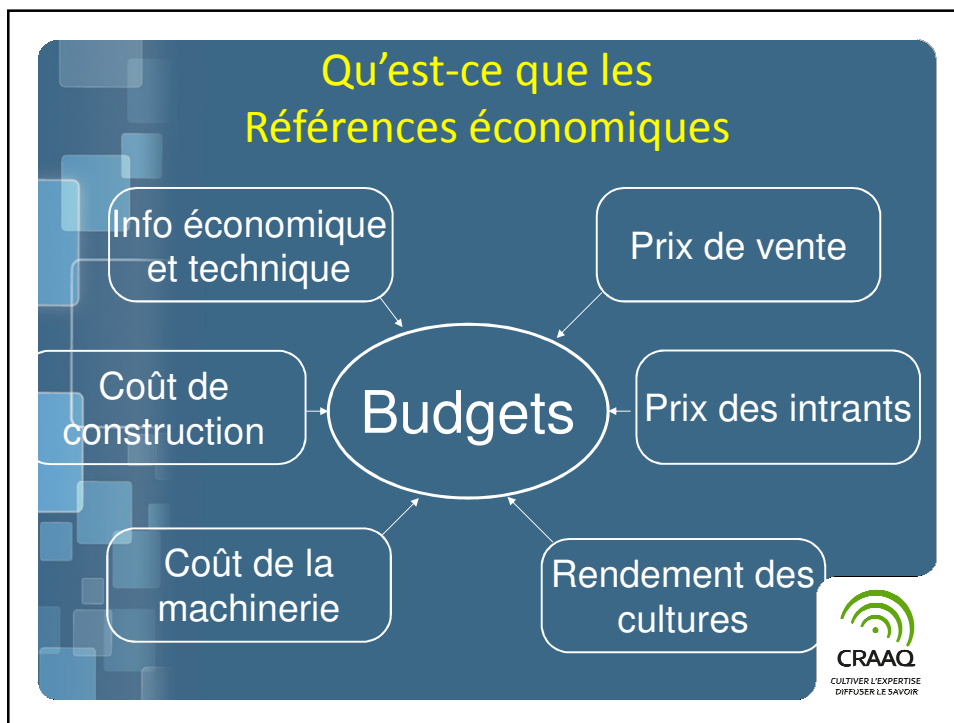 Qu'est-ce que les
Références économiques
Info économique
et technique
Prix de vente
Coût de
construction
Budgets
Prix des intrants
Coût de la
machinerie
Rendement des
cultures
CRAAQ
CULTIVER L'EXPERTISE
DIFFUSER LE SAVOIR